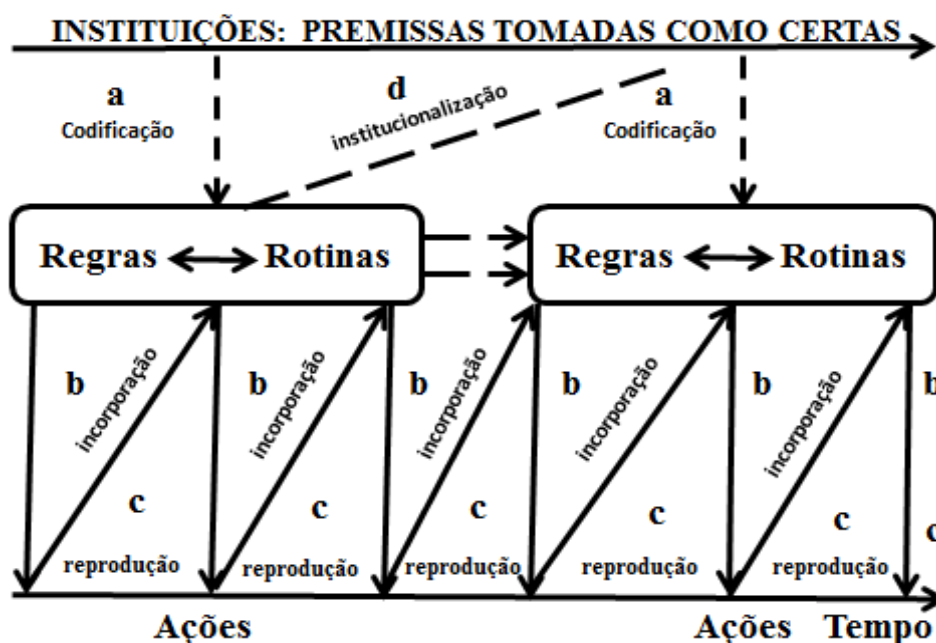 INSTITUIÇÕES: PREMISSAS TOMADAS COMO CERTAS
a
Codificação
d
institucionalização
a
Codificação
Regras Rotinas
Regras Rotinas
b
incorporação
b
incorporação
b
incorporação
b
incorporação
b
incorporação
b
c
c
c
c
c
c
reprodução
reprodução
reprodução
reprodução
reprodução
Ações
Ações
Tempo